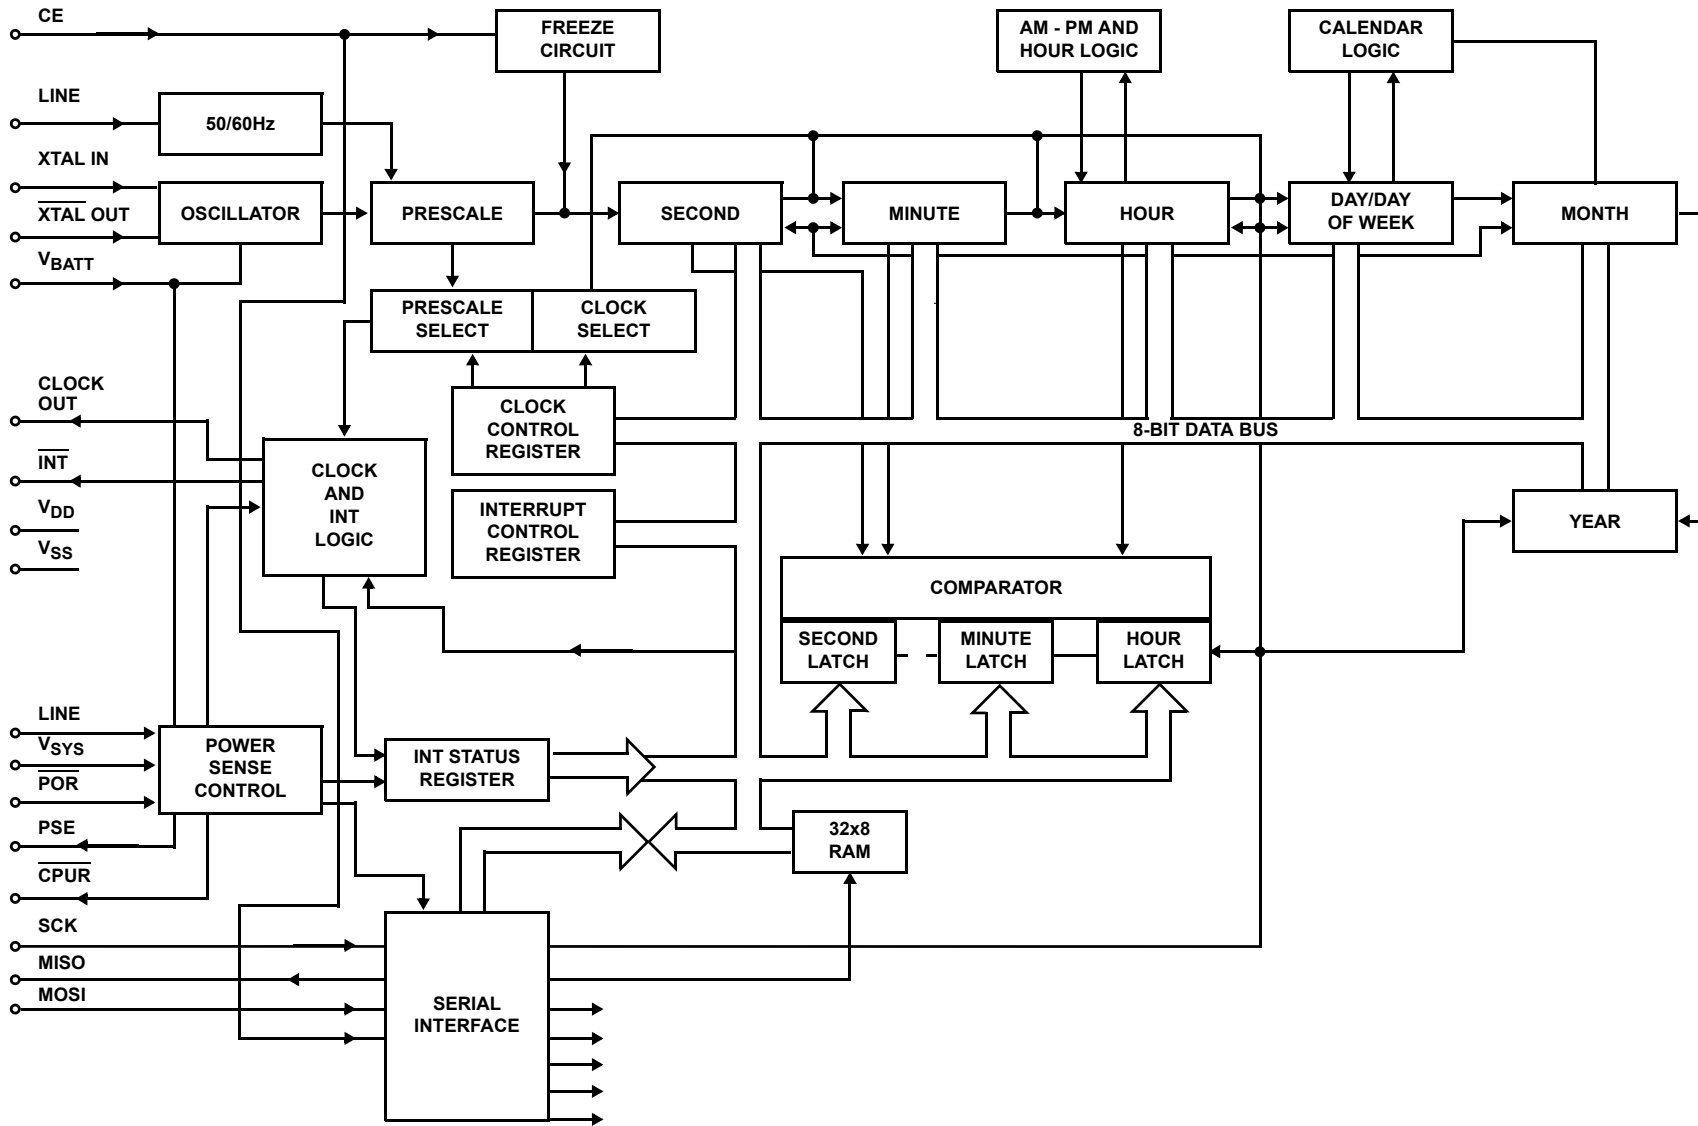 CE
FREEZE
CIRCUIT
AM - PM AND
HOUR LOGIC
CALENDAR
LOGIC
LINE
50/60Hz
XTAL IN
XTAL OUT
OSCILLATOR
PRESCALE
SECOND
MINUTE
HOUR
DAY/DAY
OF WEEK
MONTH
VBATT
PRESCALE
SELECT
CLOCK
SELECT
CLOCK
OUT
CLOCK
CONTROL
REGISTER
8-BIT DATA BUS
INT
CLOCK
AND
INT
LOGIC
VDD
VSS
INTERRUPT
CONTROL
REGISTER
YEAR
COMPARATOR
SECOND
LATCH
MINUTE
LATCH
HOUR
LATCH
LINE
VSYS
POR
POWER
SENSE
CONTROL
INT STATUS
REGISTER
PSE
32x8
RAM
CPUR
SCK
MISO
MOSI
SERIAL
INTERFACE